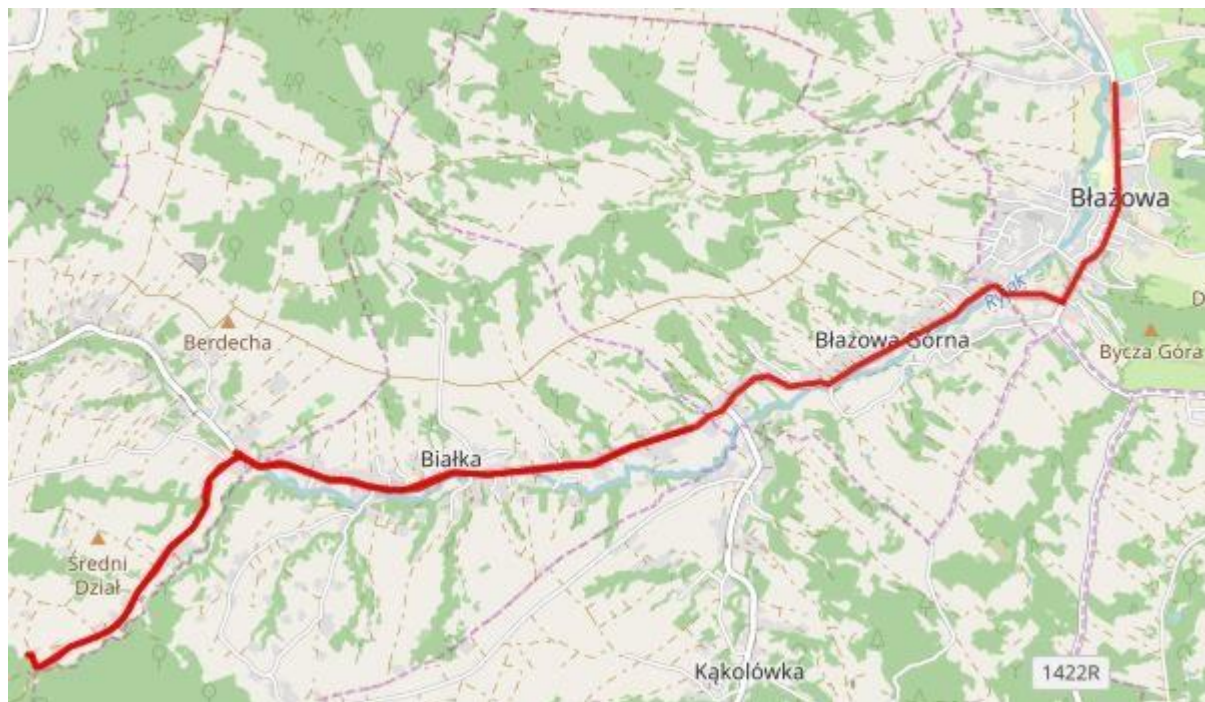 Błażowa
Ryjak
Błażowa Górna
Bycza Góra
D
Berdecha
Białka
Średni
Dział
Kąkolówka
1422R